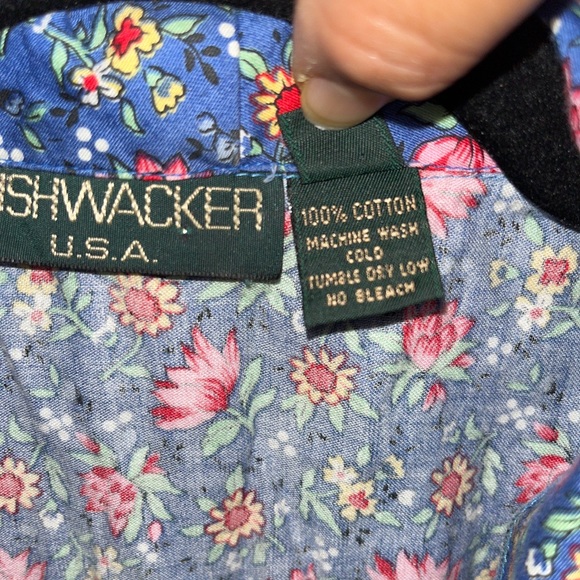 SHWACKER
U.S.A.
100% COTTON
MACHINE WASH
COLD
TUMBLE DRY LOW
NO BLEACH